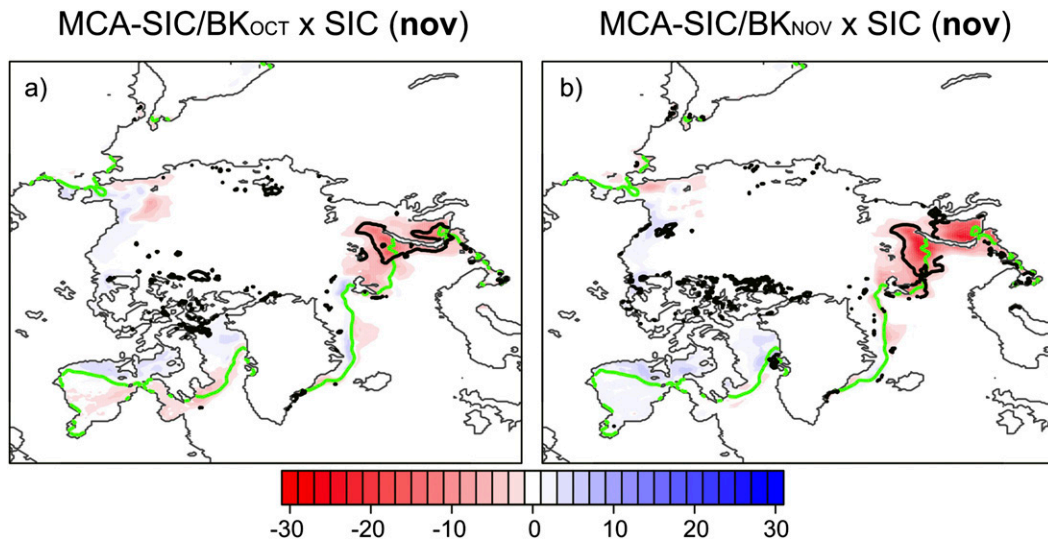 MCA-SIC/BKOCT x SIC (nov)
MCA-SIC/BKNOV x SIC (nov)
a)
b)
-30 -20 -10 0 10 20 30